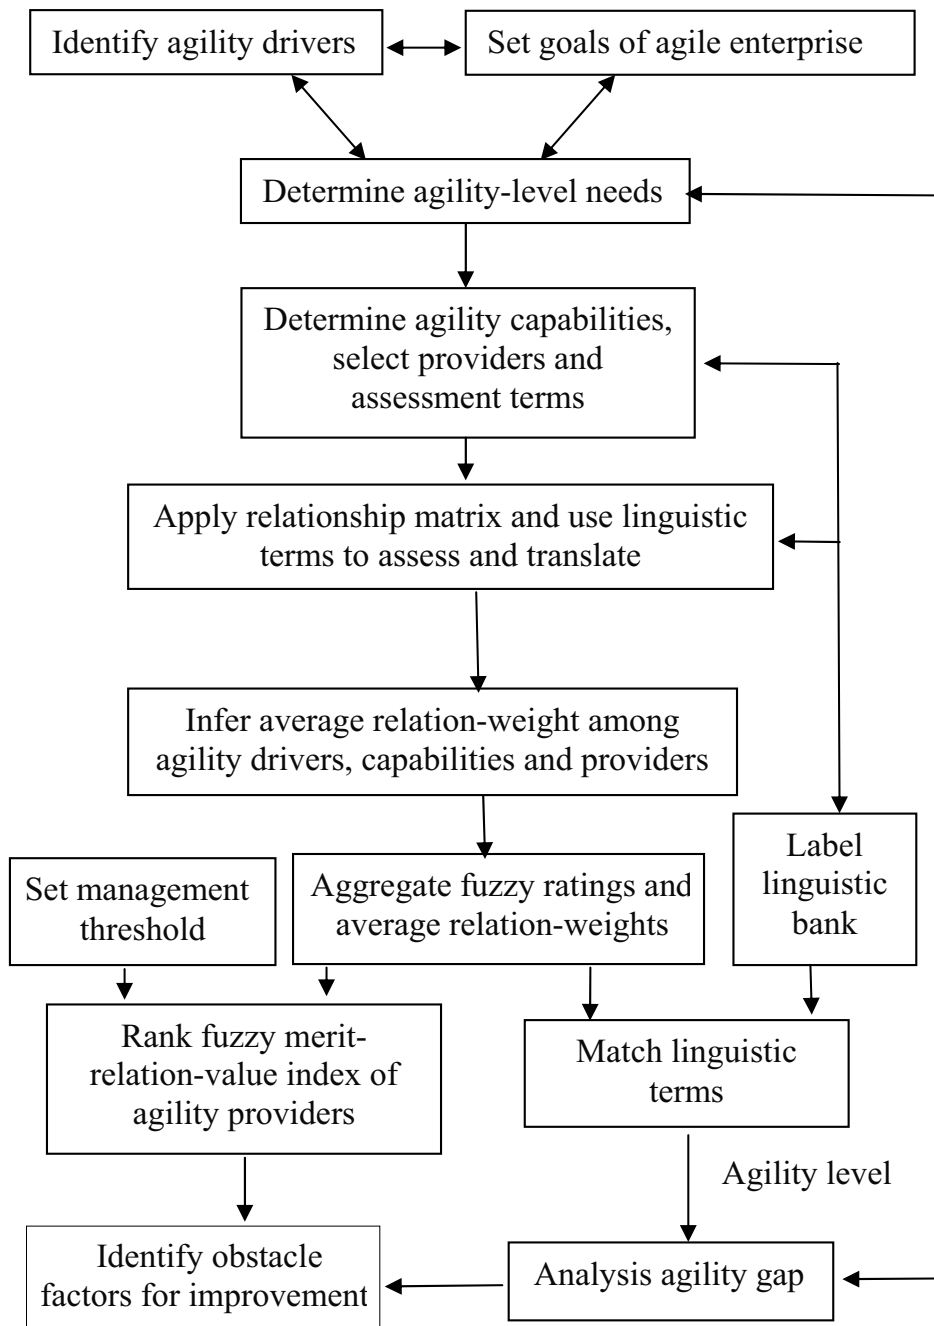 Identify agility drivers
Set goals of agile enterprise
Determine agility-level needs
Determine agility capabilities,
select providers and
assessment terms
Apply relationship matrix and use linguistic
terms to assess and translate
Infer average relation-weight among
agility drivers, capabilities and providers
Label
linguistic
bank
Set management
threshold
Aggregate fuzzy ratings and
average relation-weights
Rank fuzzy merit-
relation-value index of
agility providers
Match linguistic
terms
Agility level
Identify obstacle
factors for improvement
Analysis agility gap